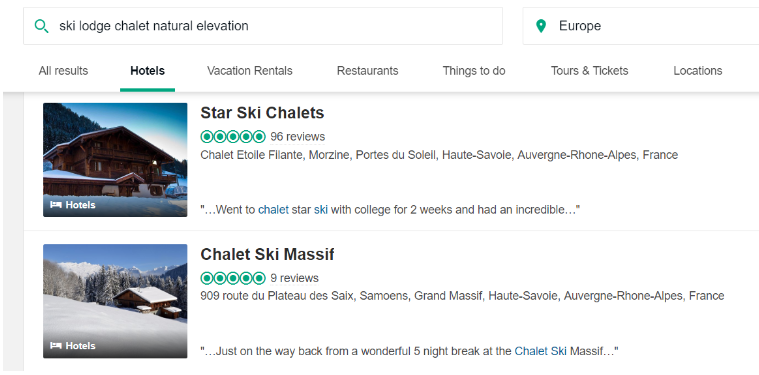 ski lodge chalet natural elevation
Europe
All results
Hotels
Vacation Rentals
Restaurants
Things to do
Tours & Tickets
Locations
Star Ski Chalets
96 reviews
Chalet Etoile Filante, Morzine, Portes du Soleil, Haute-Savoie, Auvergne-Rhone-Alpes, France
Hotels
"…Went to chalet star ski with college for 2 weeks and had an incredible…"
Chalet Ski Massif
9 reviews
909 route du Plateau des Saix, Samoens, Grand Massif, Haute-Savoie, Auvergne-Rhone-Alpes, France
Hotels
"…Just on the way back from a wonderful 5 night break at the Chalet Ski Massif…"